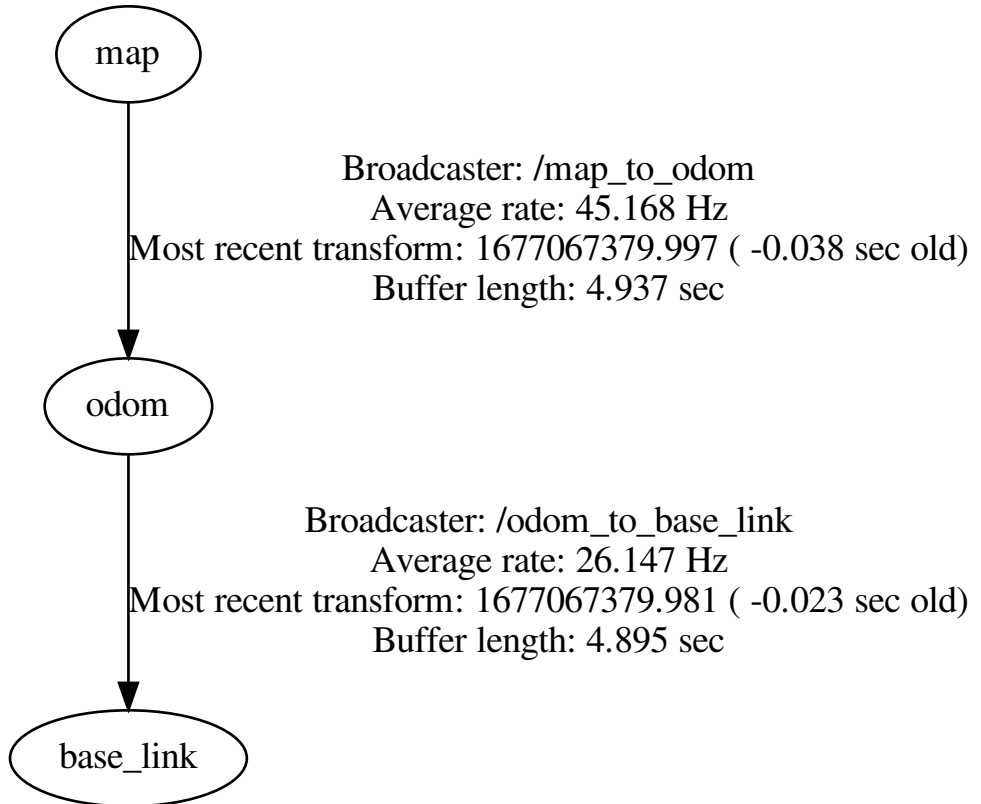 map
Broadcaster: /map_to_odom
Average rate: 45.168 Hz
Most recent transform: 1677067379.997 ( -0.038 sec old)
Buffer length: 4.937 sec
odom
Broadcaster: /odom_to_base_link
Average rate: 26.147 Hz
Most recent transform: 1677067379.981 ( -0.023 sec old)
Buffer length: 4.895 sec
base_link